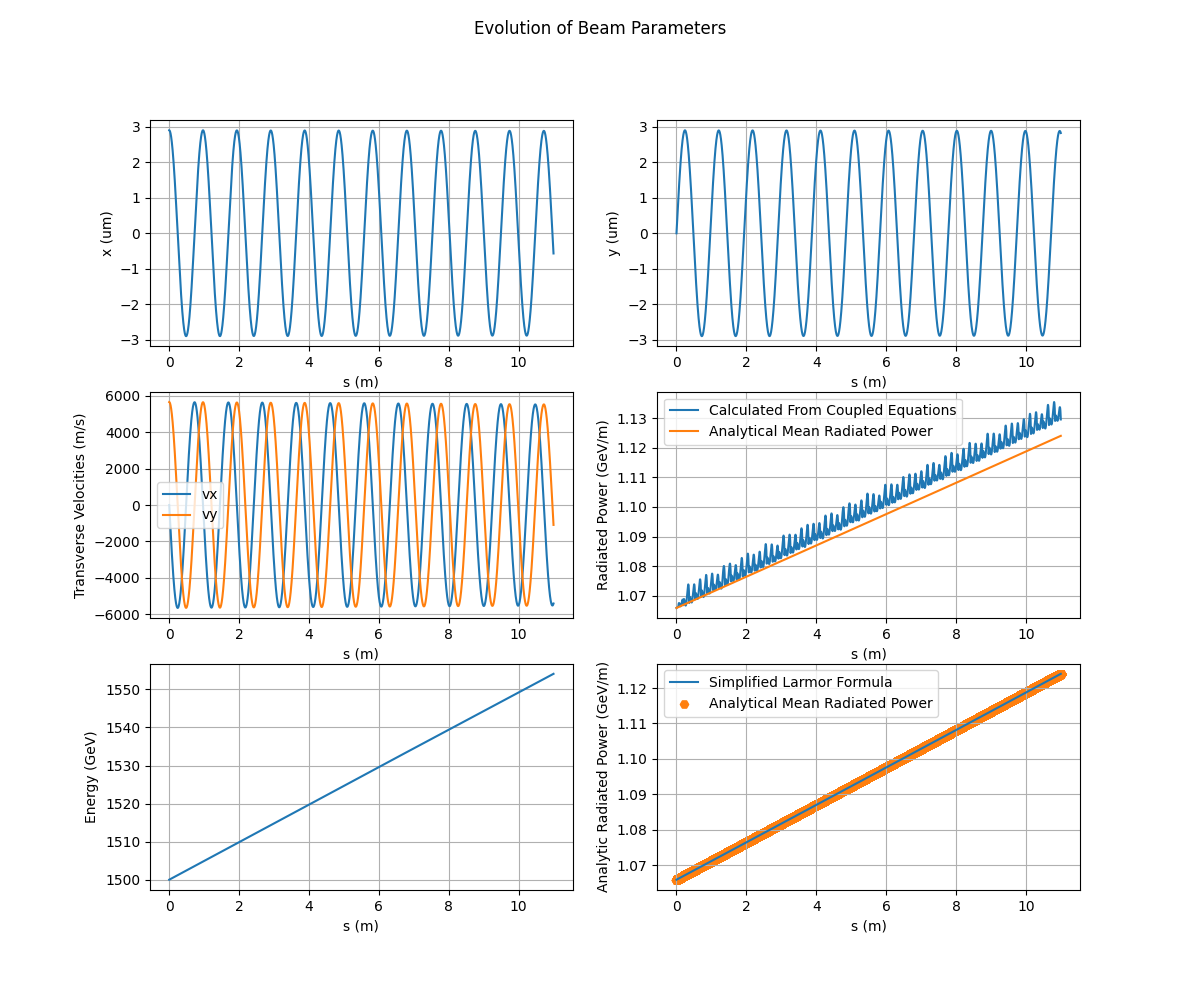 Evolution of Beam Parameters
x (um)
3
2
1
0
−1
−2
−3
0 2 4 6 8 10
s (m)
y (um)
3
2
1
0
−1
−2
−3
0 2 4 6 8 10
s (m)
Transverse Velocities (m/s)
6000
4000
2000
0
−2000
−4000
−6000
vx
vy
0 2 4 6 8 10
s (m)
Radiated Power (GeV/m)
1.13
1.12
1.11
1.10
1.09
1.08
1.07
Calculated From Coupled Equations
Analytical Mean Radiated Power
0 2 4 6 8 10
s (m)
Energy (GeV)
1550
1540
1530
1520
1510
1500
0 2 4 6 8 10
s (m)
Analytic Radiated Power (GeV/m)
1.12
1.11
1.10
1.09
1.08
1.07
Simplified Larmor Formula
Analytical Mean Radiated Power
0 2 4 6 8 10
s (m)